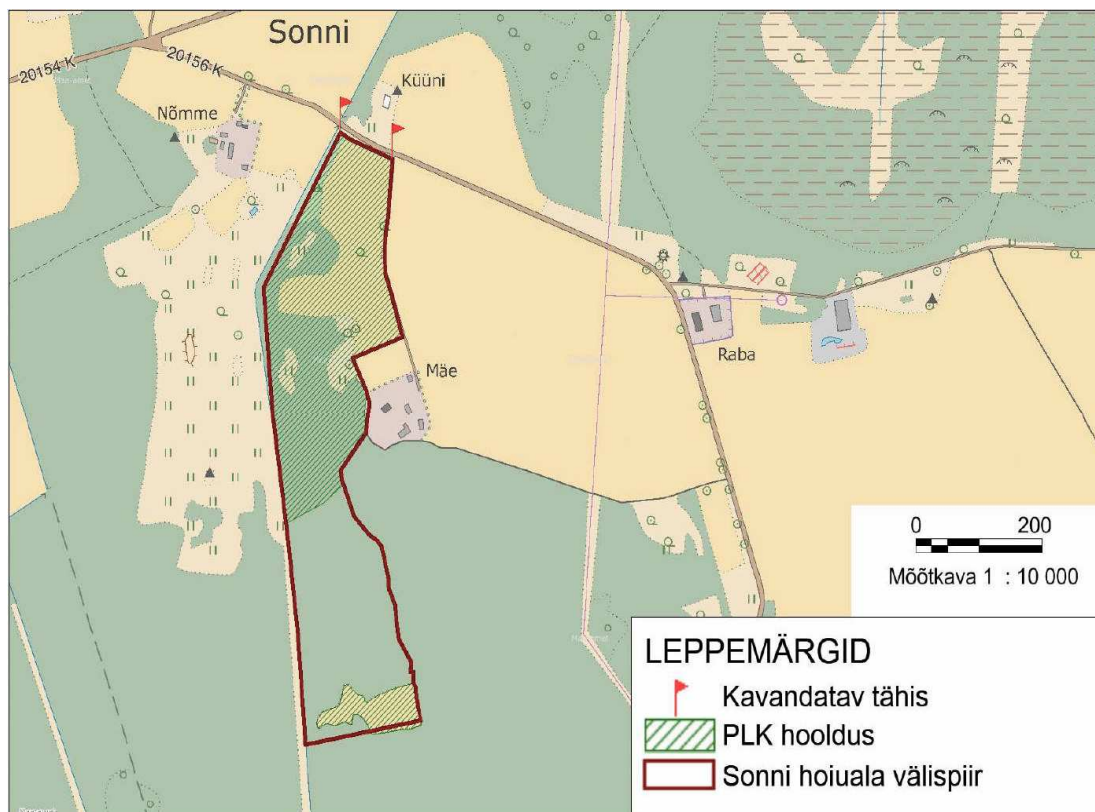 Sonni
20154 K
20156 K
Küüni
Nõmme
Mäe
Raba
0 200
Mõõtkava 1 : 10 000
LEPPEMÄRGID
Kavandatav tähis
PLK hooldus
Sonni hoiuala välispiir